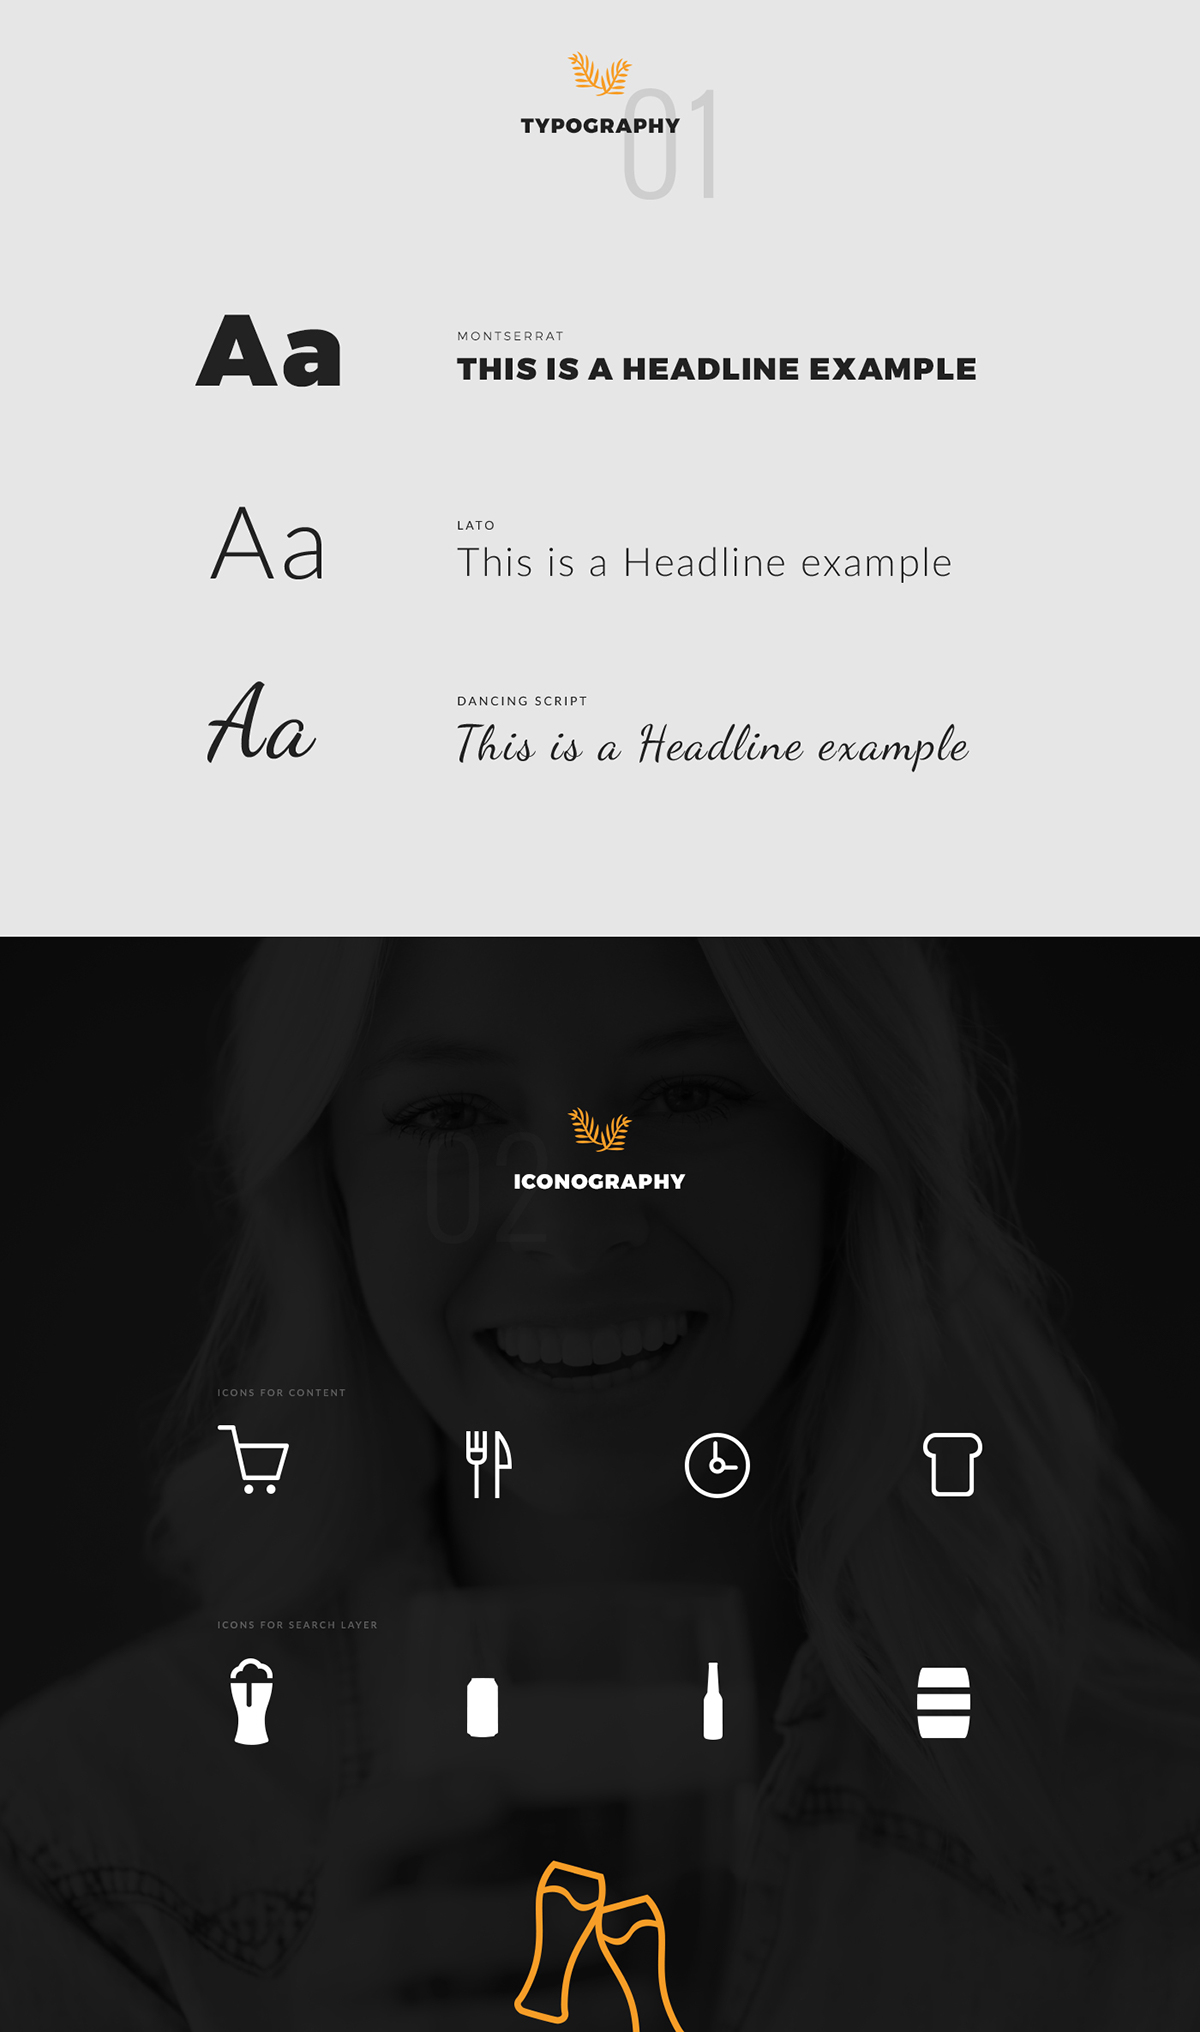 01
TYPOGRAPHY
Aa
MONTSERRAT
THIS IS A HEADLINE EXAMPLE
Aa
LATO
This is a Headline example
Aa
DANCING SCRIPT
This is a Headline example
02
ICONOGRAPHY
ICONS FOR CONTENT
ICONS FOR SEARCH LAYER